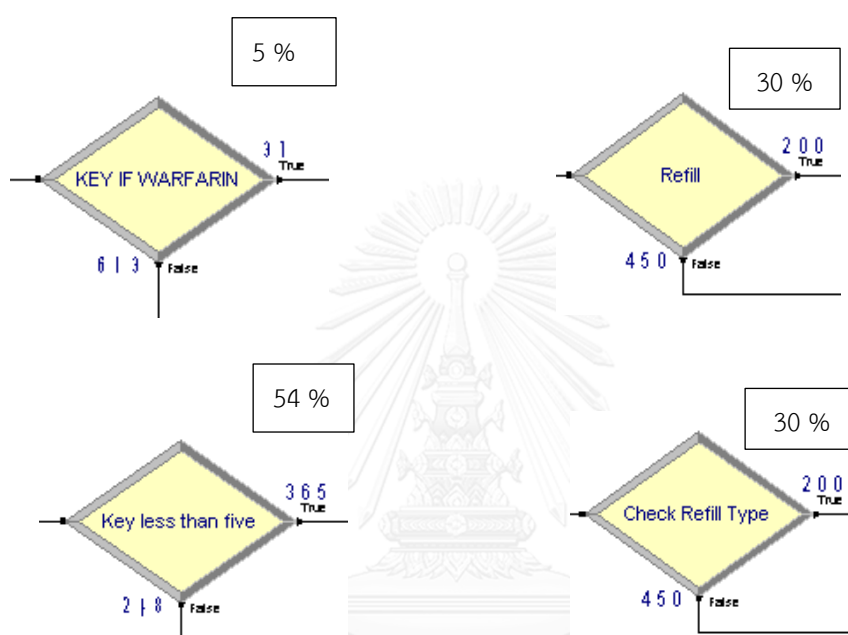 5 %
30 %
31
True
KEY IF WARFARIN
613
False
200
True
Refill
450
False
54 %
30 %
365
True
Key less than five
218
False
200
True
Check Refill Type
450
False